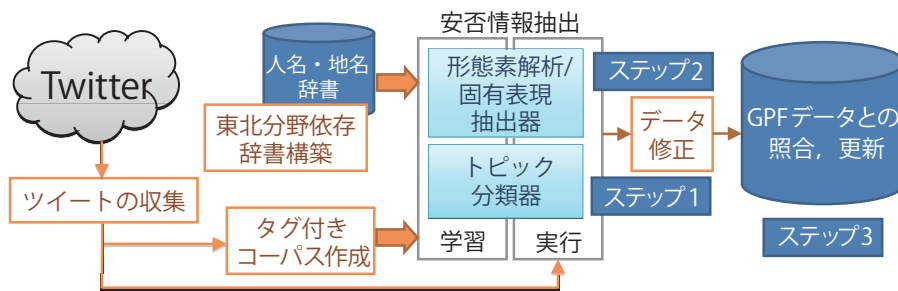 安否情報抽出
Twitter
人名・地名
辞書
東北分野依存
辞書構築
形態素解析/
固有表現
抽出器
ステップ2
データ
修正
GPFデータとの
照合，更新
ツイートの収集
タグ付き
コーパス作成
トピック
分類器
ステップ1
学習
実行
ステップ3